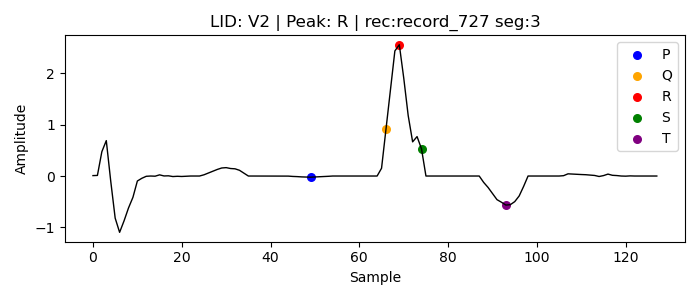 LID: V2 | Peak: R | rec:record_727 seg:3
Amplitude
2
1
0
−1
P
Q
R
S
T
0 20 40 60 80 100 120
Sample